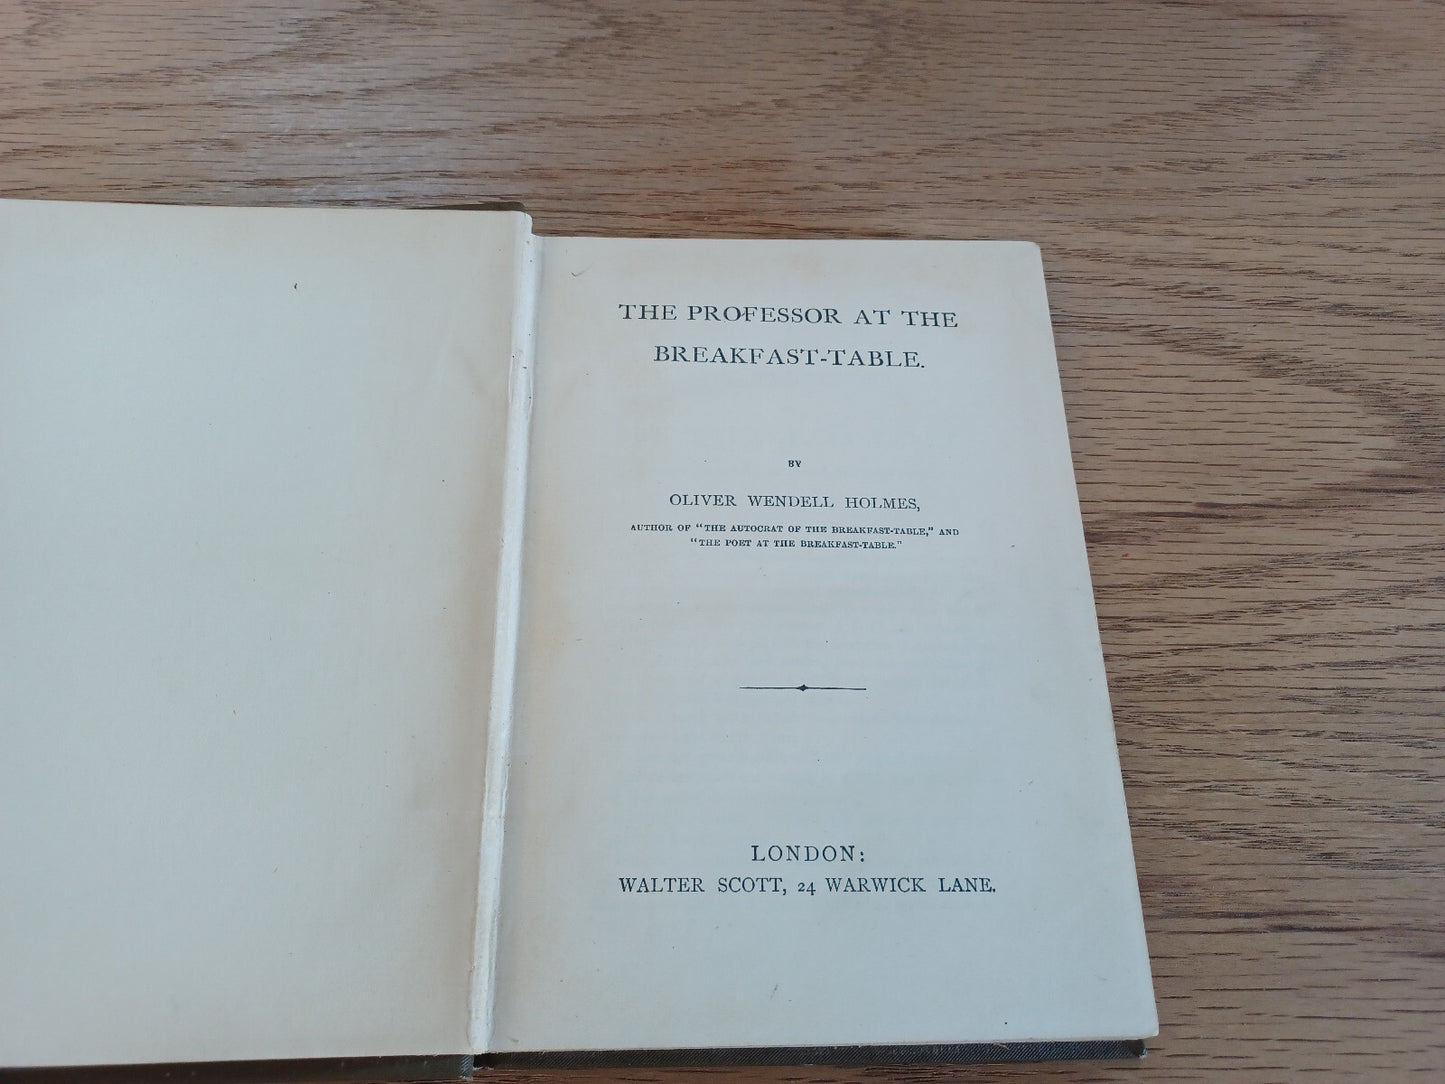 THE PROFESSOR AT THE
BREAKFAST-TABLE.
BY
OLIVER WENDELL HOLMES,
AUTHOR OF "THE AUTOCRAT OF THE BREAKFAST-TABLE," AND
"THE POET AT THE BREAKFAST-TABLE."
LONDON:
WALTER SCOTT, 24 WARWICK LANE.